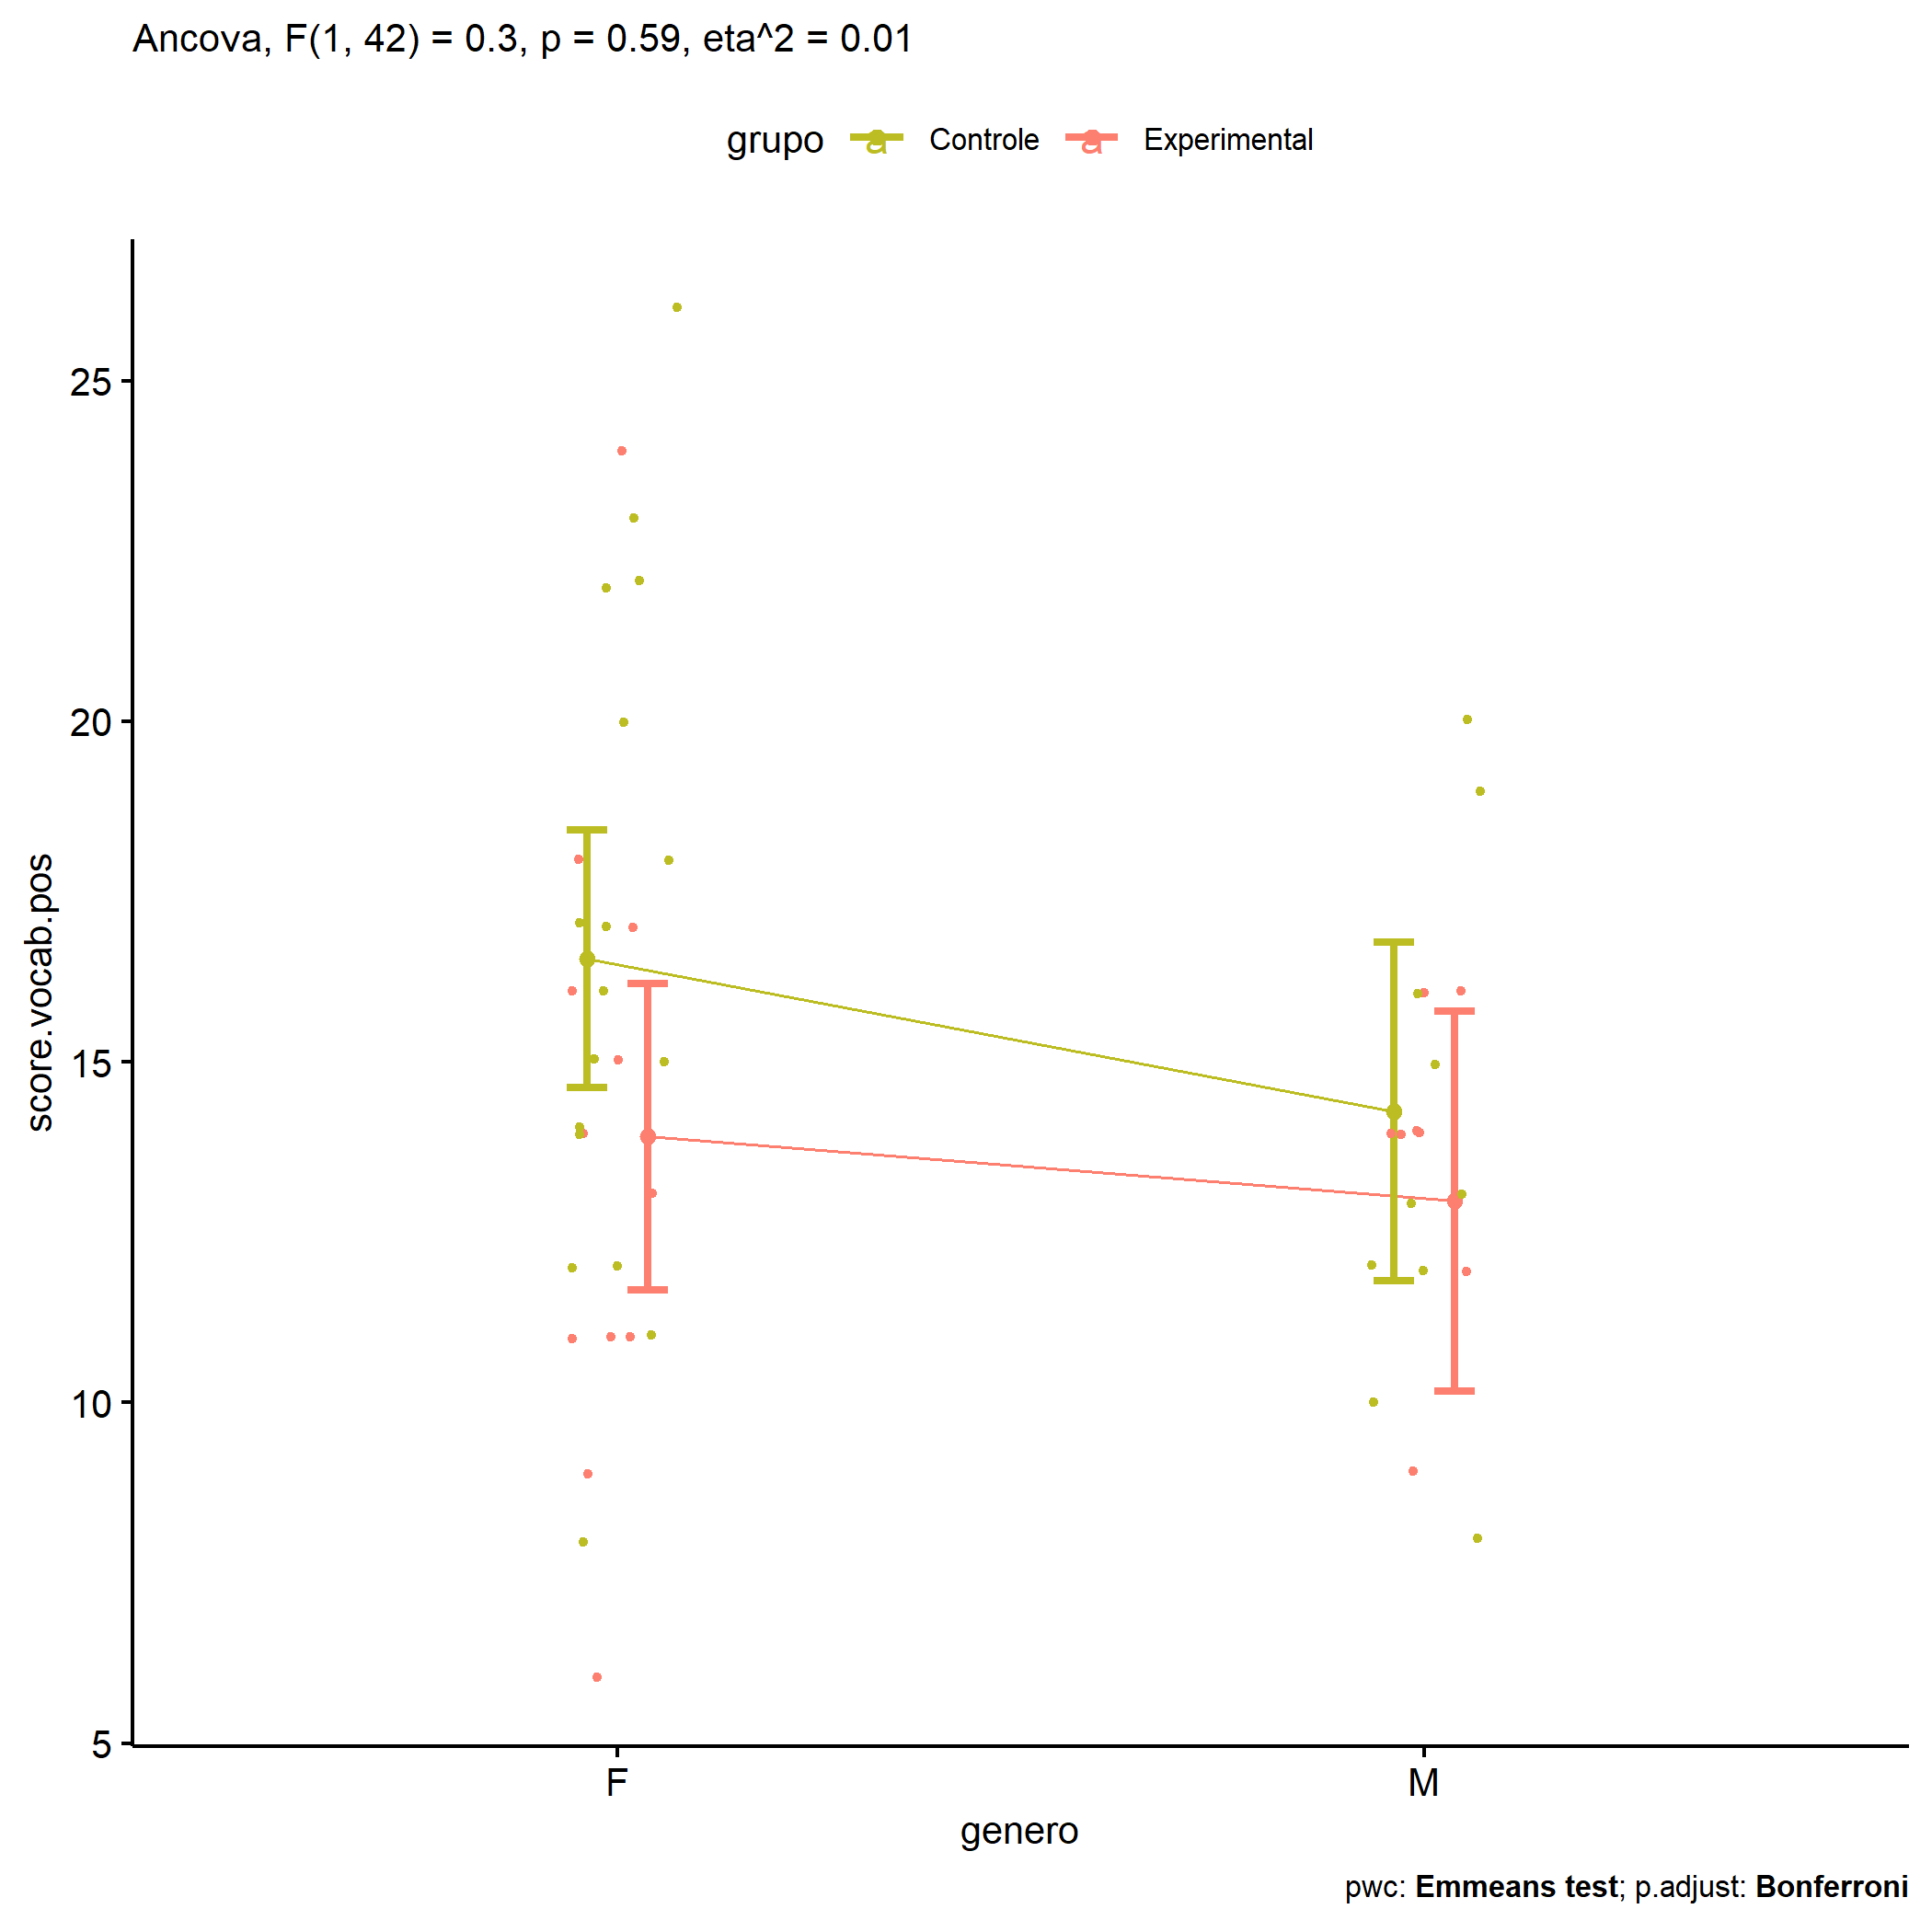 Ancova, F(1, 42) = 0.3, p = 0.59, eta^2 = 0.01
grupo a Controle a Experimental
25
20
15
10
5
score.vocab.pos
F M
genero
pwc: Emmeans test; p.adjust: Bonferroni